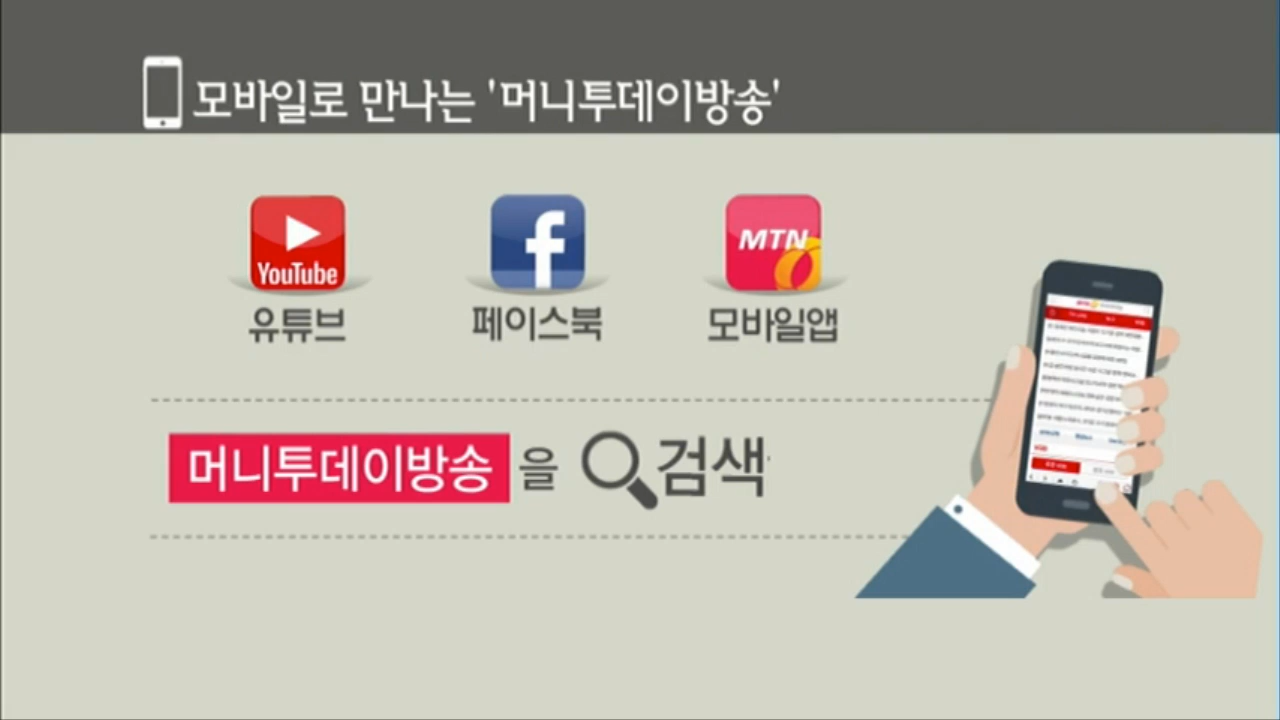 모바일로 만나는 '머니투데이방송'
YouTube
MTN
유튜브
페이스북
모바일앱
머니투데이방송 을 검색